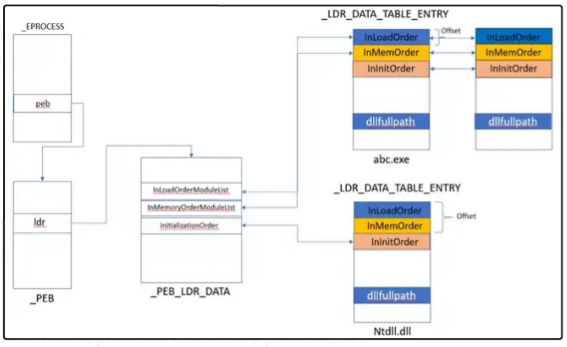 _EPROCESS
peb
ldr
_PEB
InLoadOrderModuleList
InMemoryOrderModuleList
InitializationOrder
_PEB_LDR_DATA
_LDR_DATA_TABLE_ENTRY
InLoadOrder
InMemOrder
InInitOrder
Offset
dllfullpath
abc.exe
InLoadOrder
InMemOrder
InInitOrder
dllfullpath
_LDR_DATA_TABLE_ENTRY
InLoadOrder
InMemOrder
InInitOrder
Offset
dllfullpath
Ntdll.dll